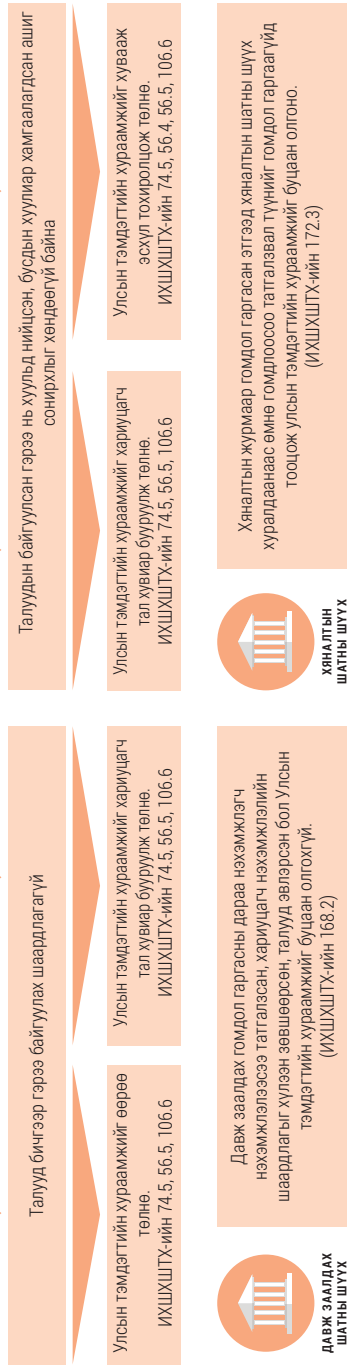 Талууд бичгээр гэрээ байгуулах шаардлагагүй
Улсын тэмдэгтийн хураамжийг өөрөө
төлнө.
ИХШХШТХ-ийн 74.5, 56.5, 106.6
Улсын тэмдэгтийн хураамжийг хариуцагч
тал хувиар бууруулж төлнө.
ИХШХШТХ-ийн 74.5, 56.5, 106.6
Талуудын байгуулсан гэрээ нь хуульд нийцсэн, бусдын хуулиар хамгаалагдсан ашиг
сонирхлыг хөндөөгүй байна
Улсын тэмдэгтийн хураамжийг хариуцагч
тал хувиар бууруулж төлнө.
ИХШХШТХ-ийн 74.5, 56.5, 106.6
Улсын тэмдэгтийн хураамжийг хувааж
эсхүл тохиролцож төлнө.
ИХШХШТХ-ийн 74.5, 56.4, 56.5, 106.6
ДАВЖ ЗААЛДАХ
ШАТНЫ ШҮҮХ
Давж заалдах гомдол гаргасны дараа нэхэмжлэгч
нэхэмжлэлээсээ татгалзсан, хариуцагч нэхэмжлэлийн
шаардлагыг хүлээн зөвшөөрсөн, талууд эвлэрсэн бол Улсын
тэмдэгтийн хураамжийг буцаан олгохгүй.
(ИХШХШТХ-ийн 168.2)
ХЯНАЛТЫН
ШАТНЫ ШҮҮХ
Хяналтын журмаар гомдол гаргасан этгээд хяналтын шатны шүүх
хуралдаанаас өмнө гомдлоосоо татгалзвал түүнийг гомдол гаргаагүйд
тооцож улсын тэмдэгтийн хураамжийг буцаан олгоно.
(ИХШХШТХ-ийн 172.3)